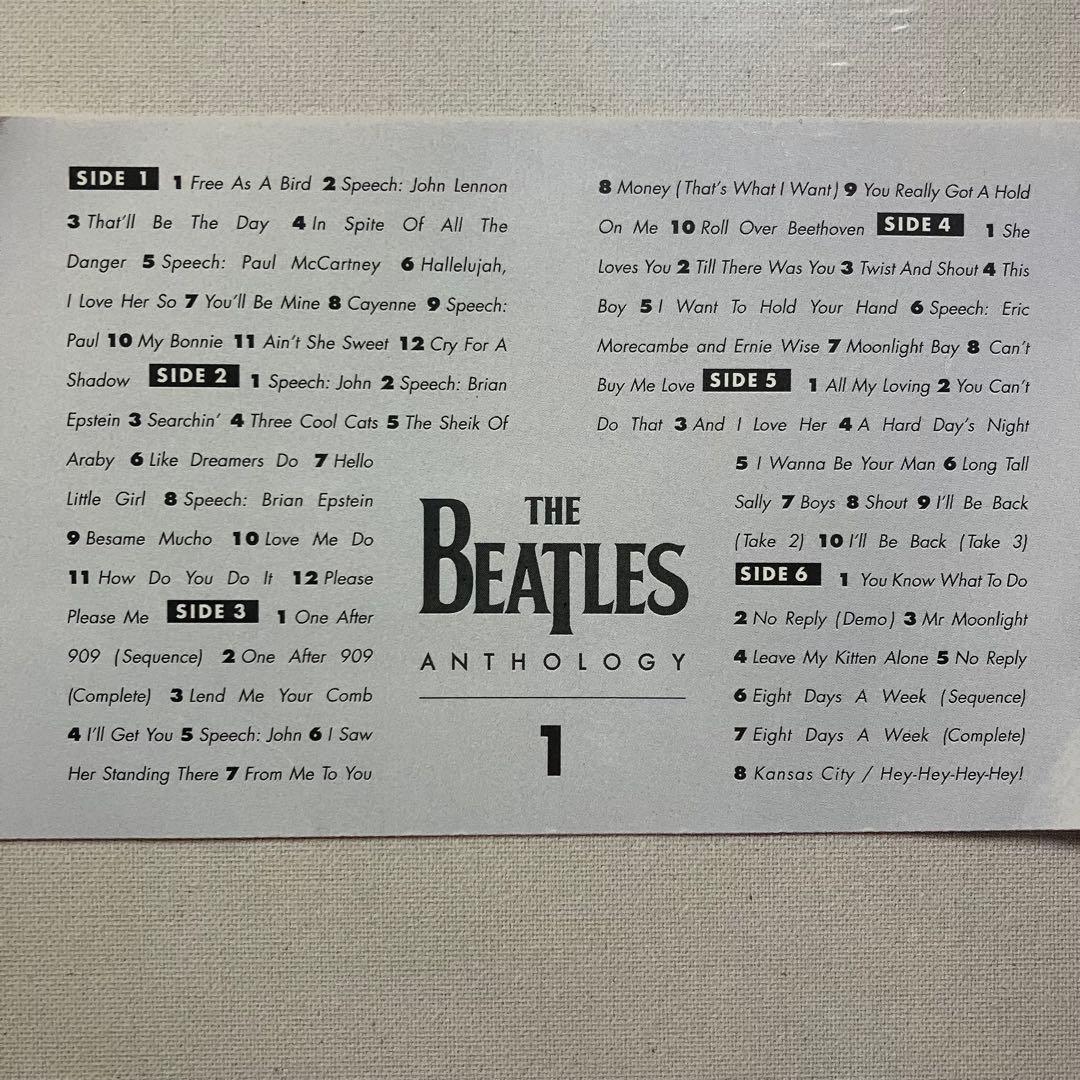 SIDE 1 1 Free As A Bird 2 Speech: John Lennon
3 That'll Be The Day 4 In Spite Of All The
Danger 5 Speech: Paul McCartney 6 Hallelujah,
I Love Her So 7 You'll Be Mine 8 Cayenne 9 Speech:
Paul 10 My Bonnie 11 Ain't She Sweet 12 Cry For A
Shadow SIDE 2 1 Speech: John 2 Speech: Brian
Epstein 3 Searchin' 4 Three Cool Cats 5 The Sheik Of
Araby 6 Like Dreamers Do 7 Hello
Little Girl 8 Speech: Brian Epstein
9 Besame Mucho 10 Love Me Do
11 How Do You Do It 12 Please
Please Me SIDE 3 1 One After
909 (Sequence) 2 One After 909
(Complete) 3 Lend Me Your Comb
4 I'll Get You 5 Speech: John 6 I Saw
Her Standing There 7 From Me To You
THE
BEATLES
ANTHOLOGY
1
8 Money (That's What I Want) 9 You Really Got A Hold
On Me 10 Roll Over Beethoven SIDE 4 1 She
Loves You 2 Till There Was You 3 Twist And Shout 4 This
Boy 5 I Want To Hold Your Hand 6 Speech: Eric
Morecambe and Ernie Wise 7 Moonlight Bay 8 Can't
Buy Me Love SIDE 5 1 All My Loving 2 You Can't
Do That 3 And I Love Her 4 A Hard Day's Night
5 I Wanna Be Your Man 6 Long Tall
Sally 7 Boys 8 Shout 9 I'll Be Back
(Take 2) 10 I'll Be Back (Take 3)
SIDE 6 1 You Know What To Do
2 No Reply (Demo) 3 Mr Moonlight
4 Leave My Kitten Alone 5 No Reply
6 Eight Days A Week (Sequence)
7 Eight Days A Week (Complete)
8 Kansas City / Hey-Hey-Hey-Hey!